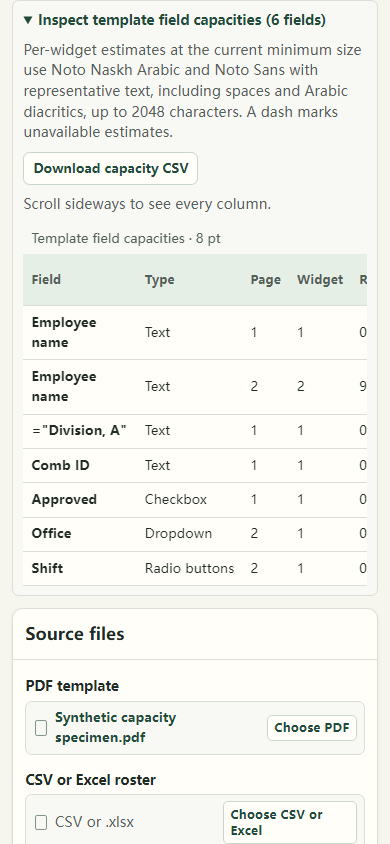 ▼ Inspect template field capacities (6 fields)
Per-widget estimates at the current minimum size
use Noto Naskh Arabic and Noto Sans with
representative text, including spaces and Arabic
diacritics, up to 2048 characters. A dash marks
unavailable estimates.
Download capacity CSV
Scroll sideways to see every column.
Template field capacities · 8 pt
Field Type Page Widget R
Employee name Text 1 1 0
Employee name Text 2 2 9
="Division, A" Text 1 1 0
Comb ID Text 1 1 0
Approved Checkbox 1 1 0
Office Dropdown 2 1 0
Shift Radio buttons 2 1 0
Source files
PDF template
Synthetic capacity
specimen.pdf
Choose PDF
CSV or Excel roster
CSV or .xlsx
Choose CSV or
Excel